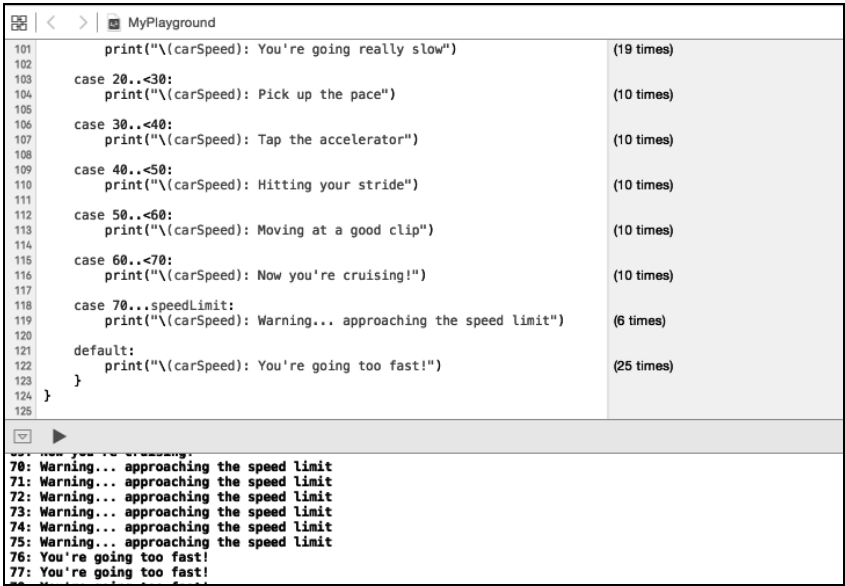 MyPlayground
101 print("\(carSpeed): You're going really slow") (19 times)
102
103 case 20..<30:
104 print("\(carSpeed): Pick up the pace") (10 times)
105
106 case 30..<40:
107 print("\(carSpeed): Tap the accelerator") (10 times)
108
109 case 40..<50:
110 print("\(carSpeed): Hitting your stride") (10 times)
111
112 case 50..<60:
113 print("\(carSpeed): Moving at a good clip") (10 times)
114
115 case 60..<70:
116 print("\(carSpeed): Now you're cruising!") (10 times)
117
118 case 70...speedLimit:
119 print("\(carSpeed): Warning... approaching the speed limit") (6 times)
120
121 default:
122 print("\(carSpeed): You're going too fast!") (25 times)
123 }
124 }
125
70: Warning... approaching the speed limit
71: Warning... approaching the speed limit
72: Warning... approaching the speed limit
73: Warning... approaching the speed limit
74: Warning... approaching the speed limit
75: Warning... approaching the speed limit
76: You're going too fast!
77: You're going too fast!